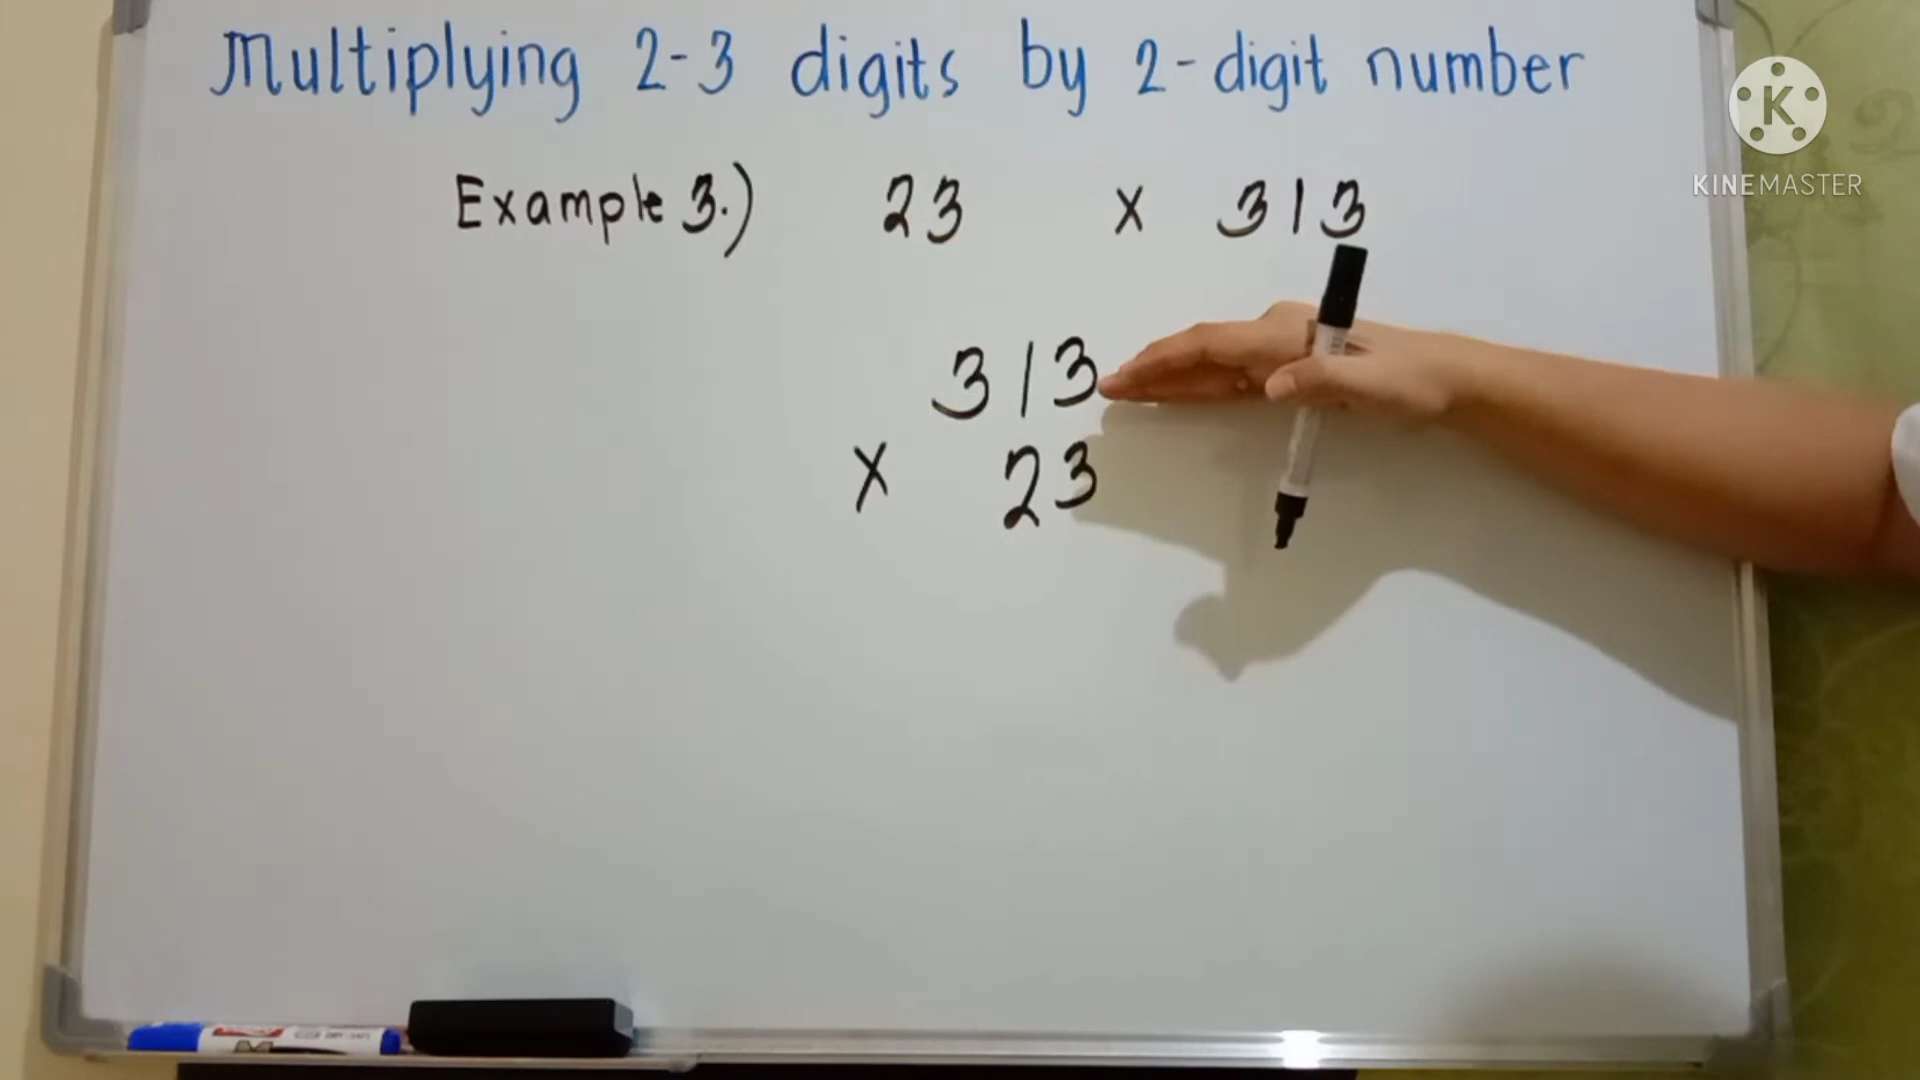 Multiplying 2-3 digits by 2-digit number
K
KINEMASTER
Example 3.) 23 x 313
313
x 23